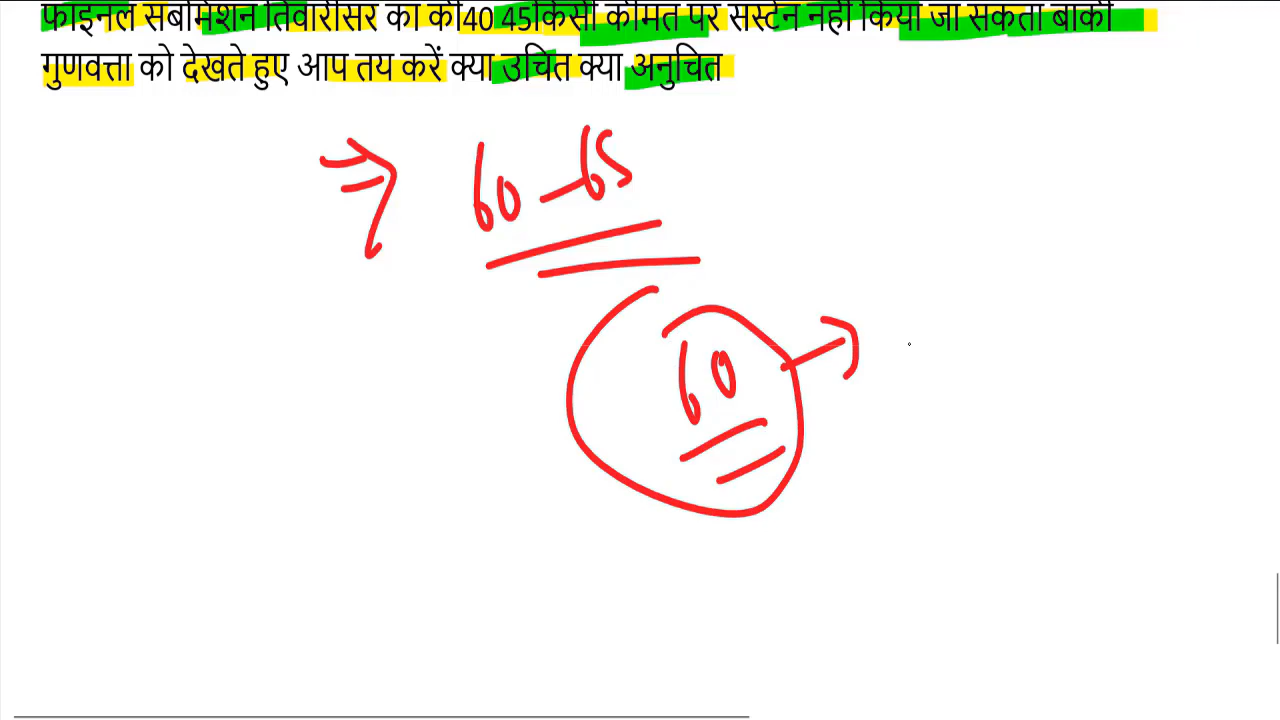 फाइनल सबमिशन तिवारीसर का की40 45किसी कीमत पर सस्टेन नहीं किया जा सकता बाकी
गुणवत्ता को देखते हुए आप तय करें क्या उचित क्या अनुचित
60-65
60